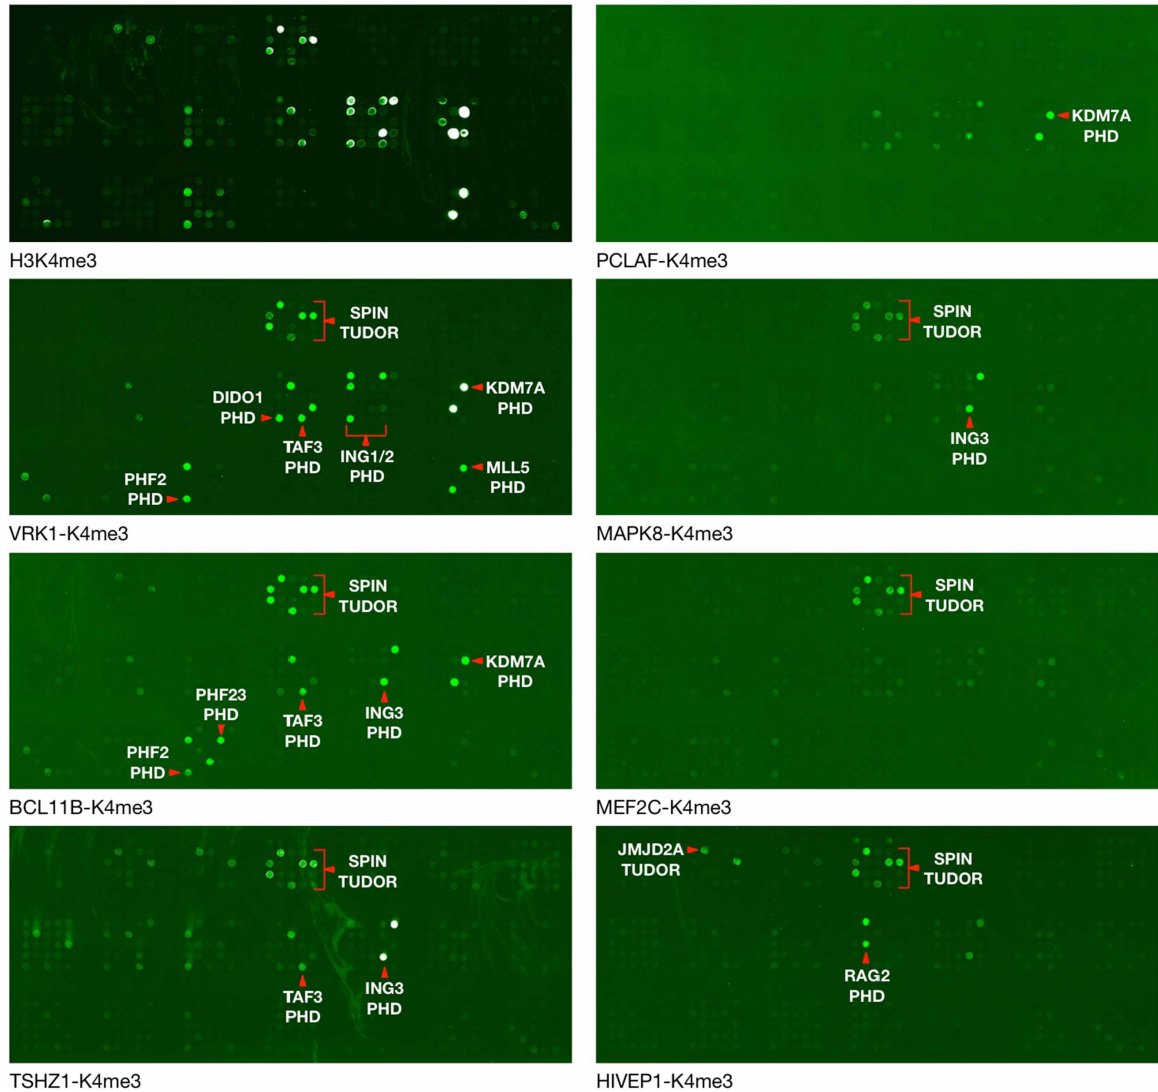 H3K4me3
KDM7A
PHD
PCLAF-K4me3
SPIN
TUDOR
DIDO1
PHD
TAF3
PHD
ING1/2
PHD
KDM7A
PHD
PHF2
PHD
MLL5
PHD
VRK1-K4me3
SPIN
TUDOR
ING3
PHD
MAPK8-K4me3
SPIN
TUDOR
KDM7A
PHD
PHF23
PHD
TAF3
PHD
ING3
PHD
PHF2
PHD
BCL11B-K4me3
SPIN
TUDOR
MEF2C-K4me3
SPIN
TUDOR
TAF3
PHD
ING3
PHD
TSHZ1-K4me3
JMJD2A
TUDOR
SPIN
TUDOR
RAG2
PHD
HIVEP1-K4me3